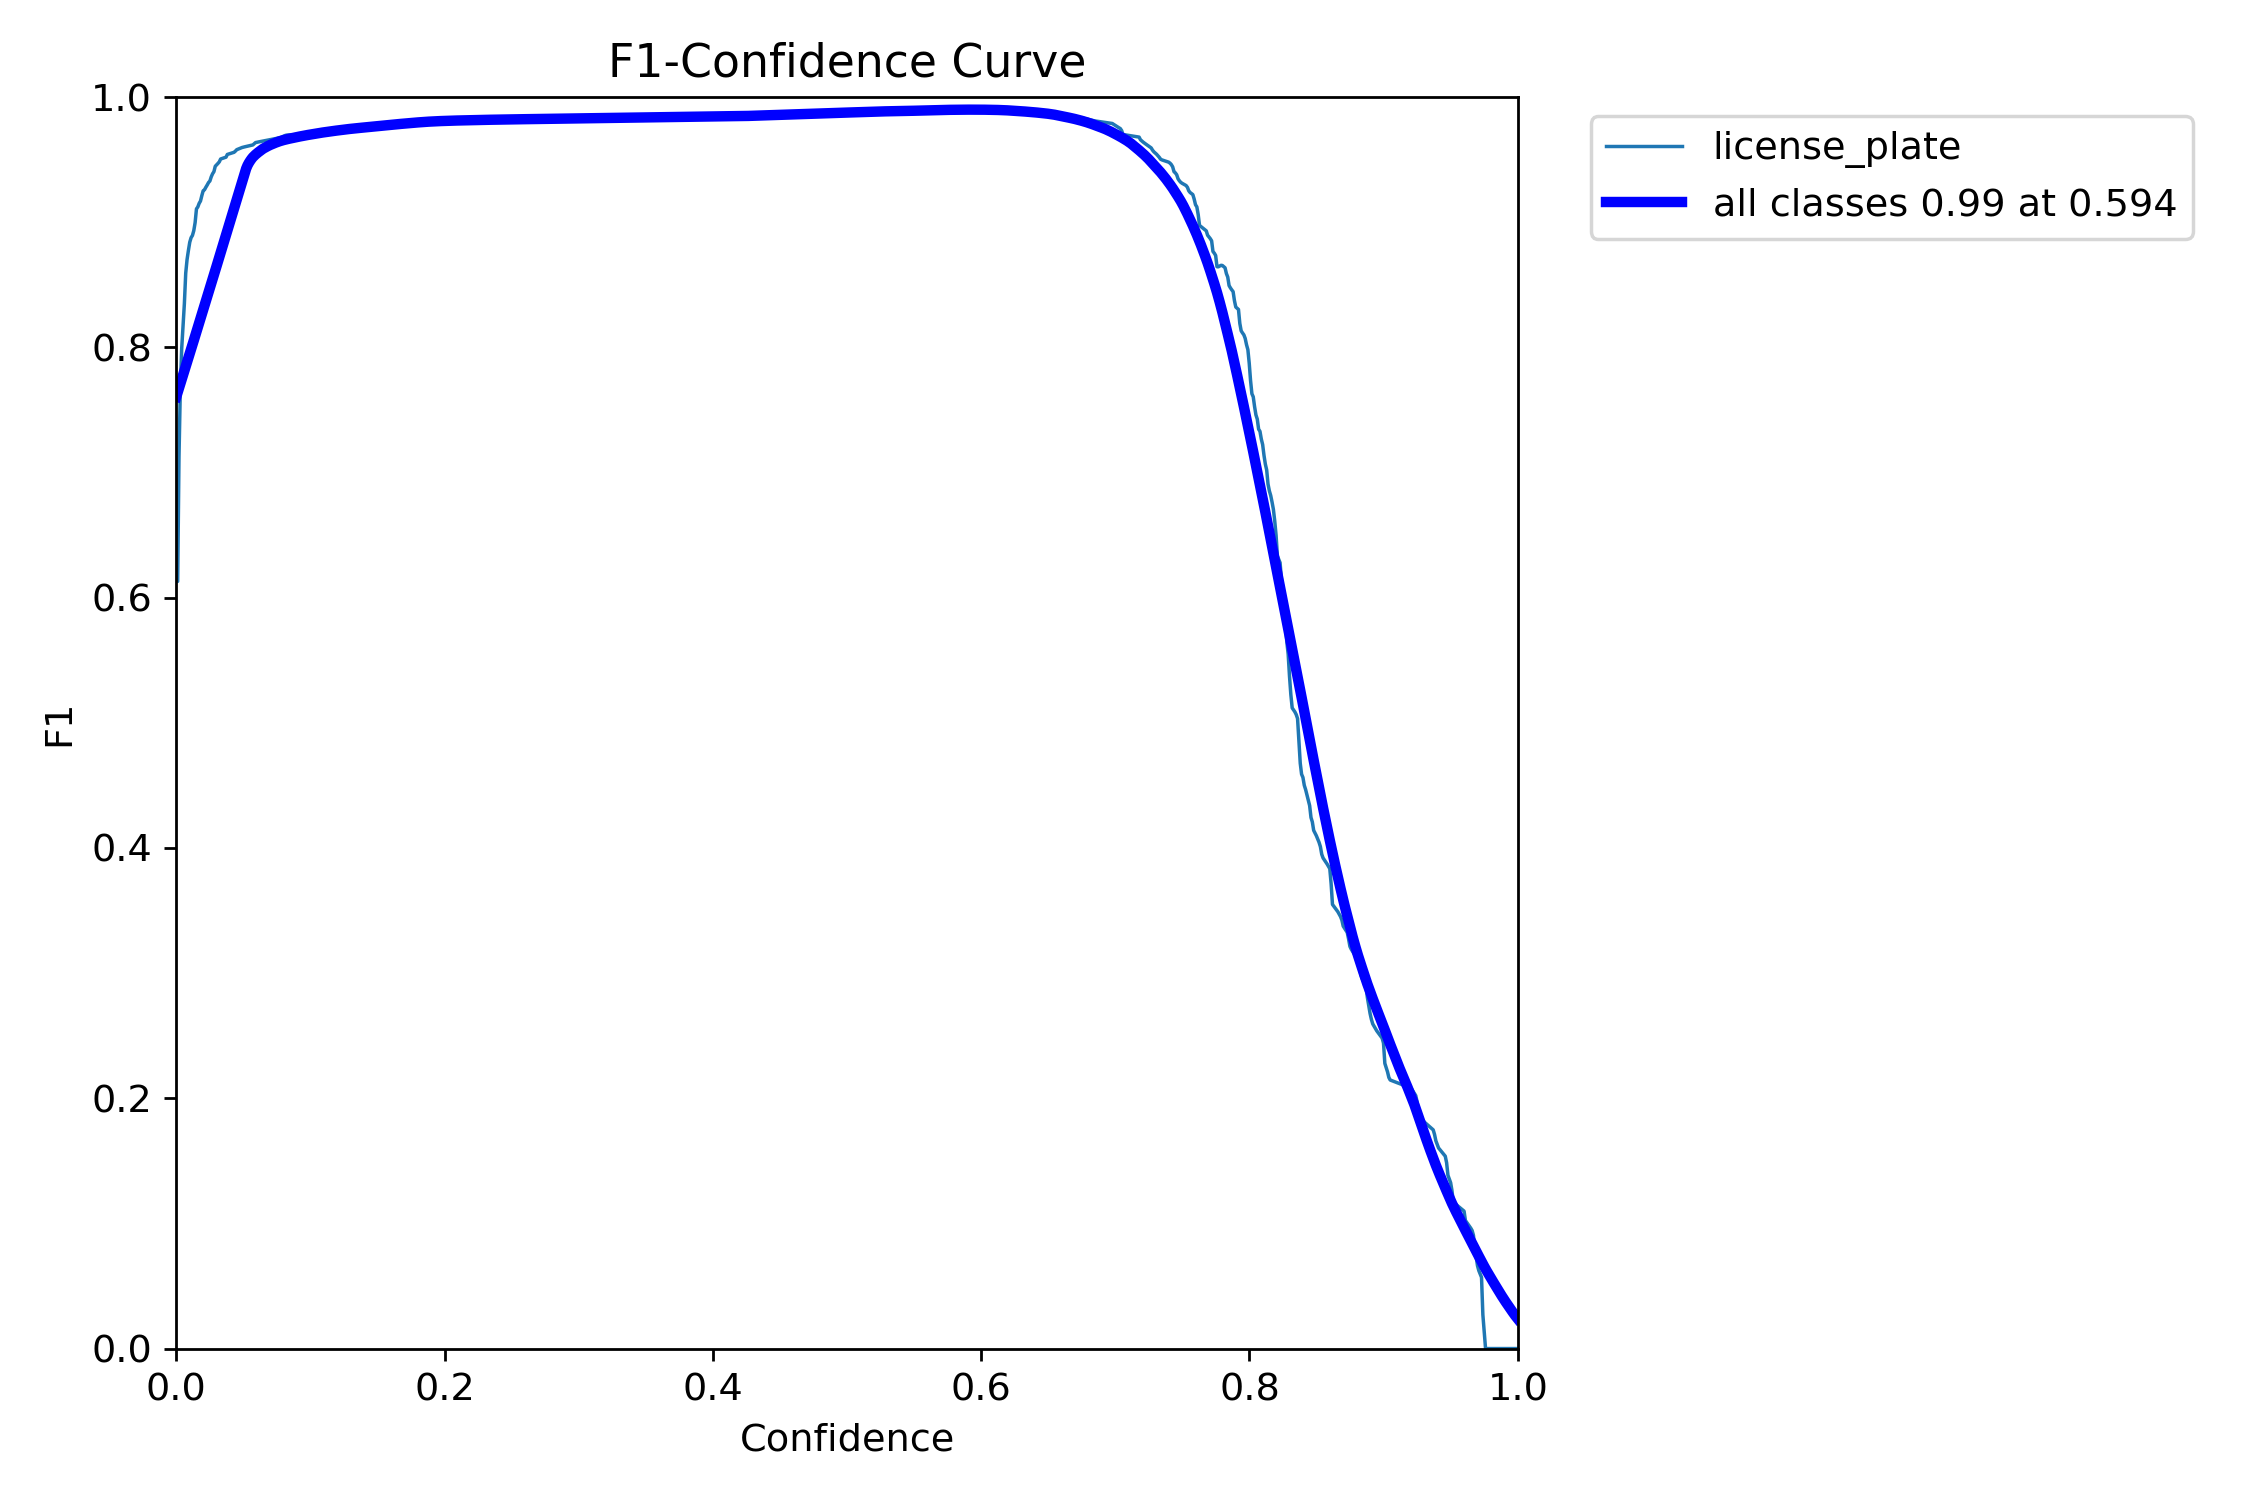 F1-Confidence Curve
license_plate
all classes 0.99 at 0.594
F1
1.0
0.8
0.6
0.4
0.2
0.0
0.0 0.2 0.4 0.6 0.8 1.0
Confidence